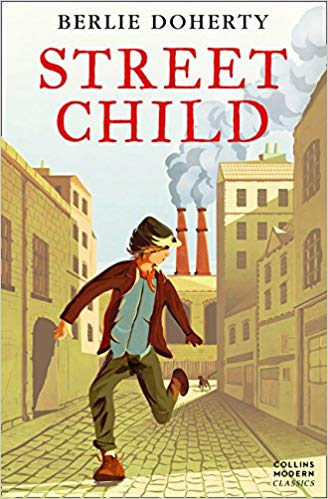 BERLIE DOHERTY
STREET
CHILD
COLLINS
MODERN
CLASSICS